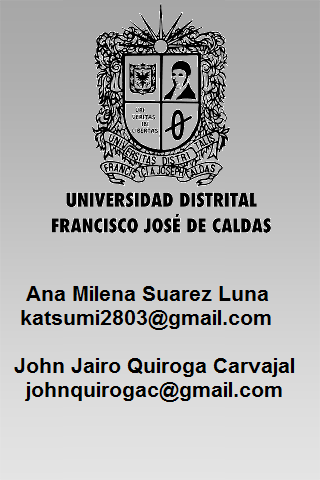 UBI
VERITAS
IBI
LIBERTAS
UNIVERSITAS DISTRITALIS
FRANCISCI A JOSEPH CALDAS
UNIVERSIDAD DISTRITAL
FRANCISCO JOSÉ DE CALDAS
Ana Milena Suarez Luna
katsumi2803@gmail.com
John Jairo Quiroga Carvajal
johnquirogac@gmail.com